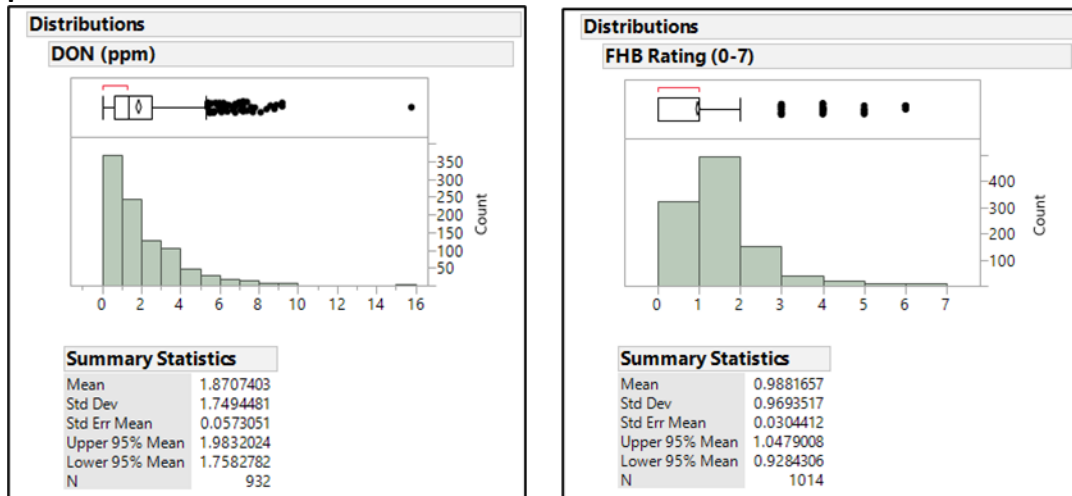 Distributions
DON (ppm)
350
300
250
200
150
100
50
Count
0 2 4 6 8 10 12 14 16
Summary Statistics
Mean 1.8707403
Std Dev 1.7494481
Std Err Mean 0.0573051
Upper 95% Mean 1.9832024
Lower 95% Mean 1.7582782
N 932
Distributions
FHB Rating (0-7)
400
300
200
100
Count
0 1 2 3 4 5 6 7
Summary Statistics
Mean 0.9881657
Std Dev 0.9693517
Std Err Mean 0.0304412
Upper 95% Mean 1.0479008
Lower 95% Mean 0.9284306
N 1014